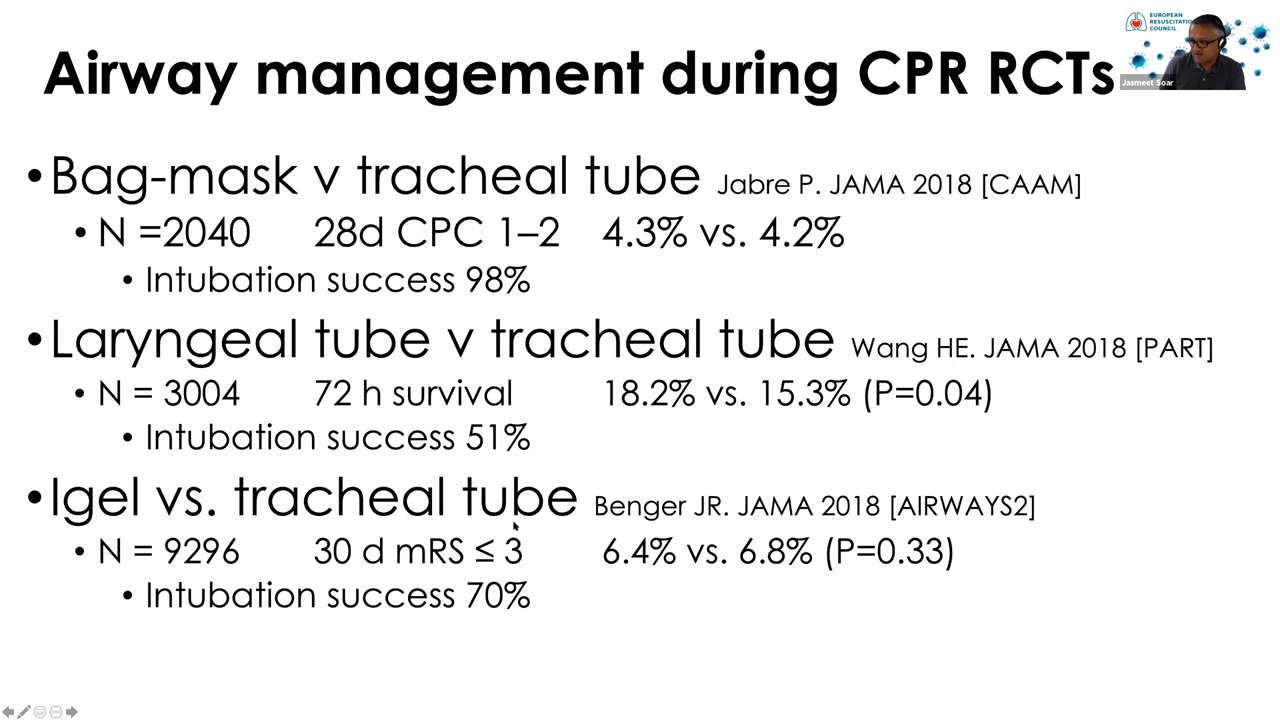 EUROPEAN
RESUSCITATION
COUNCIL
Jasmeet Soar
Airway management during CPR RCTs
•Bag-mask v tracheal tube Jabre P. JAMA 2018 [CAAM]
• N =2040 28d CPC 1–2 4.3% vs. 4.2%
• Intubation success 98%
•Laryngeal tube v tracheal tube Wang HE. JAMA 2018 [PART]
• N = 3004 72 h survival 18.2% vs. 15.3% (P=0.04)
• Intubation success 51%
•Igel vs. tracheal tube Benger JR. JAMA 2018 [AIRWAYS2]
• N = 9296 30 d mRS ≤ 3 6.4% vs. 6.8% (P=0.33)
• Intubation success 70%